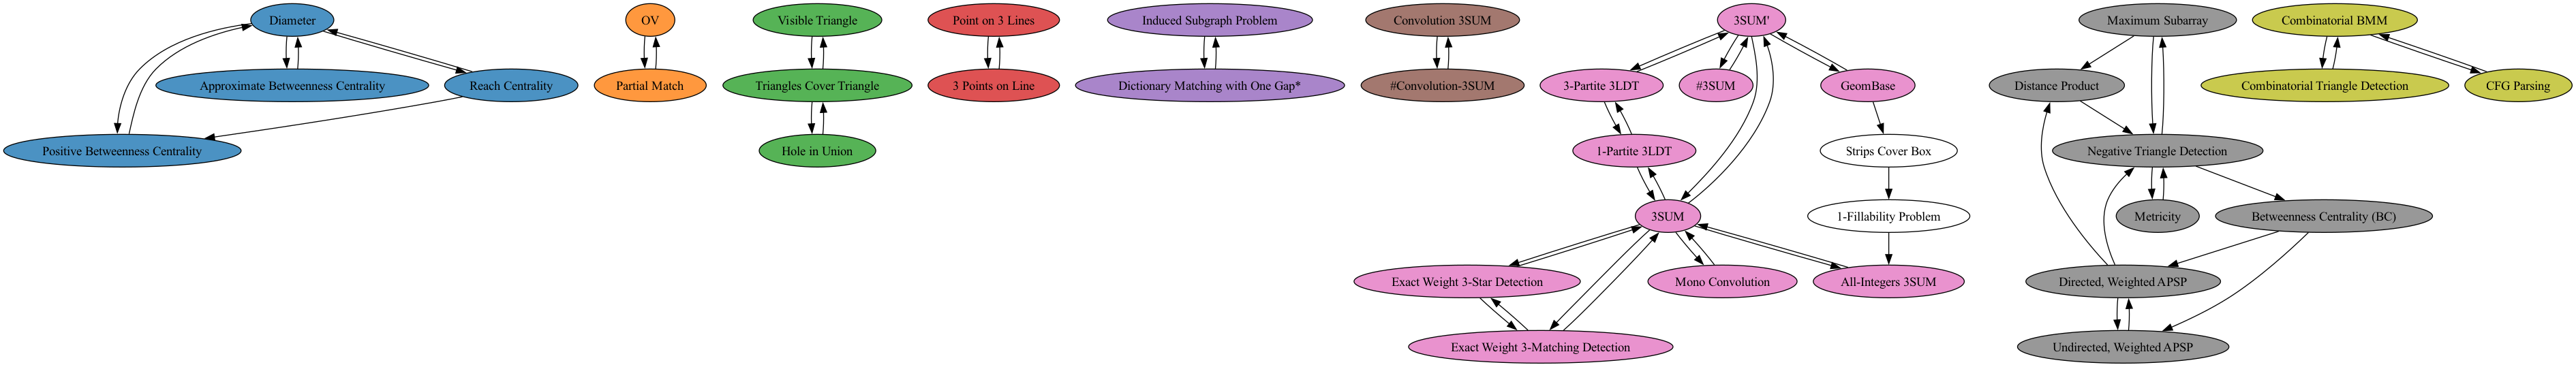 Diameter
OV
Visible Triangle
Point on 3 Lines
Induced Subgraph Problem
Convolution 3SUM
3SUM'
Maximum Subarray
Combinatorial BMM
Approximate Betweenness Centrality
Reach Centrality
Partial Match
Triangles Cover Triangle
3 Points on Line
Dictionary Matching with One Gap*
#Convolution-3SUM
3-Partite 3LDT
#3SUM
GeomBase
Distance Product
Combinatorial Triangle Detection
CFG Parsing
Positive Betweenness Centrality
Hole in Union
1-Partite 3LDT
Strips Cover Box
Negative Triangle Detection
3SUM
1-Fillability Problem
Metricity
Betweenness Centrality (BC)
Exact Weight 3-Star Detection
Mono Convolution
All-Integers 3SUM
Directed, Weighted APSP
Exact Weight 3-Matching Detection
Undirected, Weighted APSP